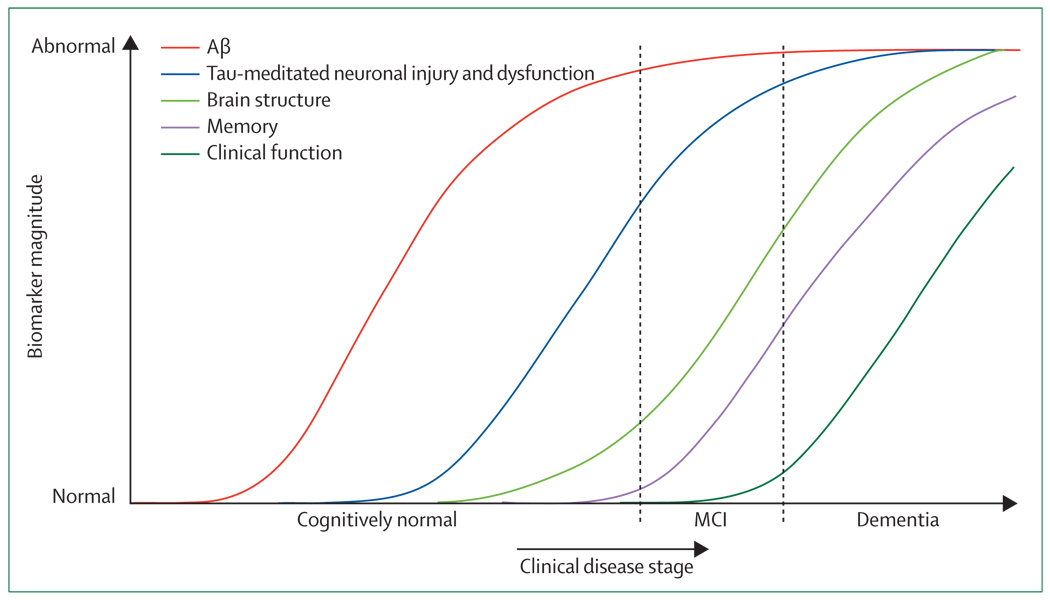 Abnormal
Aβ
Tau-meditated neuronal injury and dysfunction
Brain structure
Memory
Clinical function
Biomarker magnitude
Normal
Cognitively normal
MCI
Dementia
Clinical disease stage